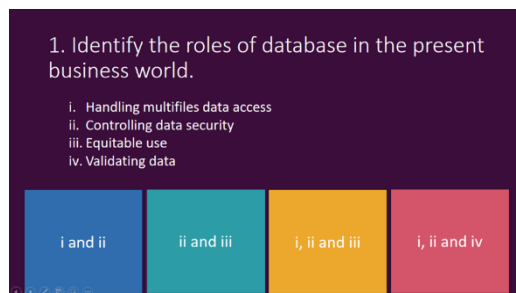 1. Identify the roles of database in the present
business world.
i. Handling multifiles data access
ii. Controlling data security
iii. Equitable use
iv. Validating data
i and ii
ii and iii
i, ii and iii
i, ii and iv